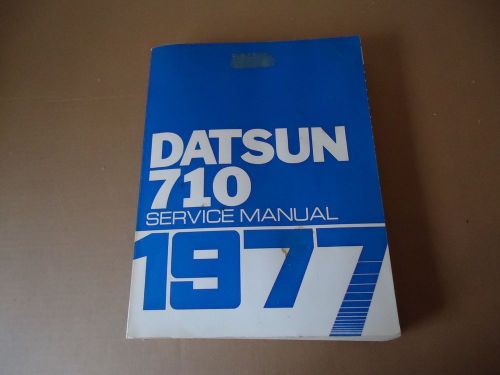 DATSUN
710
SERVICE MANUAL
1977